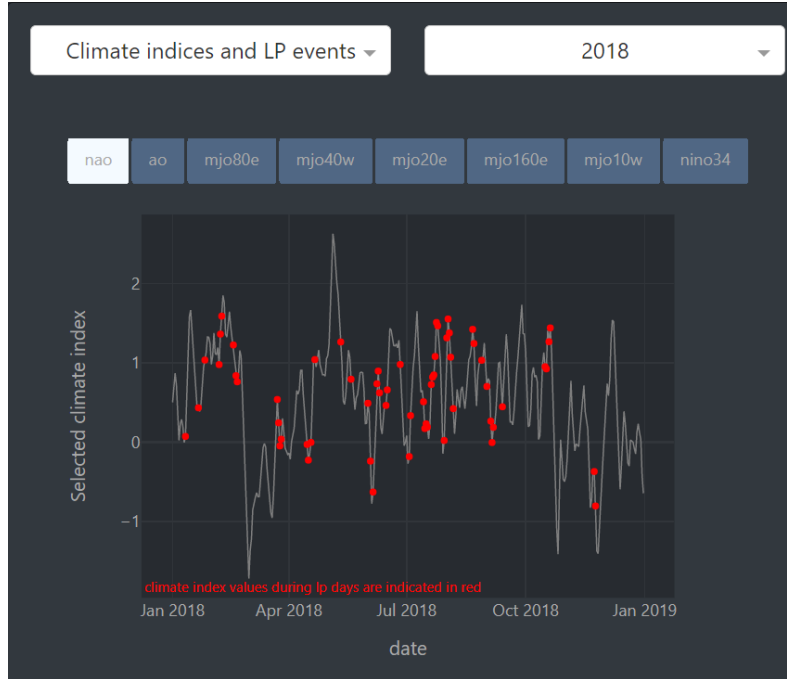 Climate indices and LP events
2018
nao ao mjo80e mjo40w mjo20e mjo160e mjo10w nino34
Selected climate index
2
1
0
−1
climate index values during lp days are indicated in red
Jan 2018 Apr 2018 Jul 2018 Oct 2018 Jan 2019
date